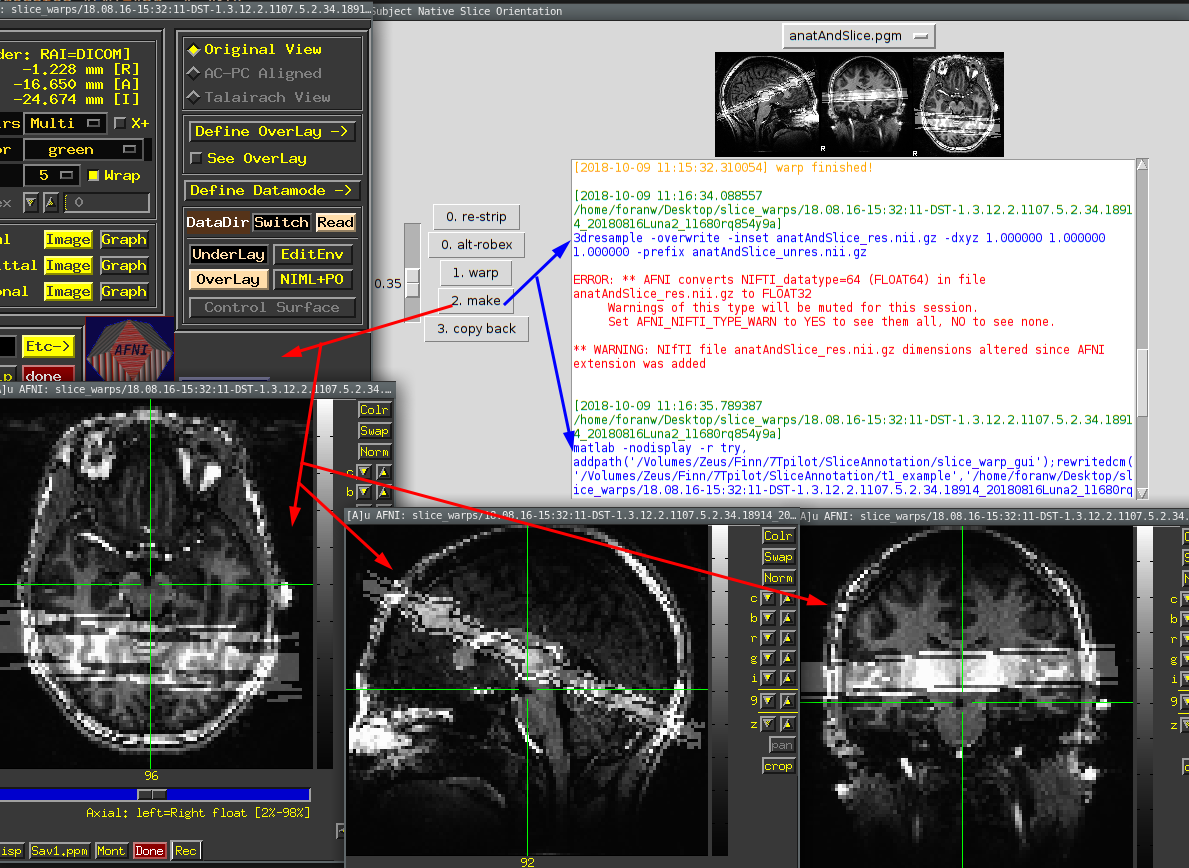 : slice_warps/18.08.16-15:32:11-DST-1.3.12.2.1107.5.2.34.1891...
ubject Native Slice Orientation
der: RAI=DICOM]
-1.228 mm [R]
-16.650 mm [A]
-24.674 mm [I]
rs Multi X+
or green
5 Wrap
ex 0
al Image Graph
ittal Image Graph
onal Image Graph
Etc->
lp done
AFNI
Original View
AC-PC Aligned
Talairach View
Define OverLay ->
See OverLay
Define Datamode ->
DataDir Switch Read
UnderLay EditEnv
OverLay NIML+PO
Control Surface
0.35
0. re-strip
0. alt-robex
1. warp
2. make
3. copy back
anatAndSlice.pgm
R
R
[2018-10-09 11:15:32.310054] warp finished!
[2018-10-09 11:16:34.088557
/home/foranw/Desktop/slice_warps/18.08.16-15:32:11-DST-1.3.12.2.1107.5.2.34.1891
4_20180816Luna2_11680rq854y9a]
3dresample -overwrite -inset anatAndSlice_res.nii.gz -dxyz 1.000000 1.000000
1.000000 -prefix anatAndSlice_unres.nii.gz
ERROR: ** AFNI converts NIFTI_datatype=64 (FLOAT64) in file
anatAndSlice_res.nii.gz to FLOAT32
Warnings of this type will be muted for this session.
Set AFNI_NIFTI_TYPE_WARN to YES to see them all, NO to see none.
** WARNING: NIfTI file anatAndSlice_res.nii.gz dimensions altered since AFNI
extension was added
[2018-10-09 11:16:35.789387
/home/foranw/Desktop/slice_warps/18.08.16-15:32:11-DST-1.3.12.2.1107.5.2.34.1891
4_20180816Luna2_11680rq854y9a]
matlab -nodisplay -r try,
addpath('/Volumes/Zeus/Finn/7Tpilot/SliceAnnotation/slice_warp_gui');rewritedcm(
'/Volumes/Zeus/Finn/7Tpilot/SliceAnnotation/t1_example','/home/foranw/Desktop/sl
ice_warps/18.08.16-15:32:11-DST-1.3.12.2.1107.5.2.34.18914_20180816Luna2_11680rq
A]u AFNI: slice_warps/18.08.16-15:32:11-DST-1.3.12.2.1107.5.2.34....
Colr
Swap
Norm
c
b
96
Axial: left=Right float [2%-98%]
isp Sav1.ppm Mont Done Rec
[A]u AFNI: slice_warps/18.08.16-15:32:11-DST-1.3.12.2.1107.5.2.34.18914_20...
Colr
Swap
Norm
c
b
r
g
i
9
z
pan
crop
92
A]u AFNI: slice_warps/18.08.16-15:32:11-DST-1.3.12.2.1107.5.2.34.
c
b
r
g
i
9
z